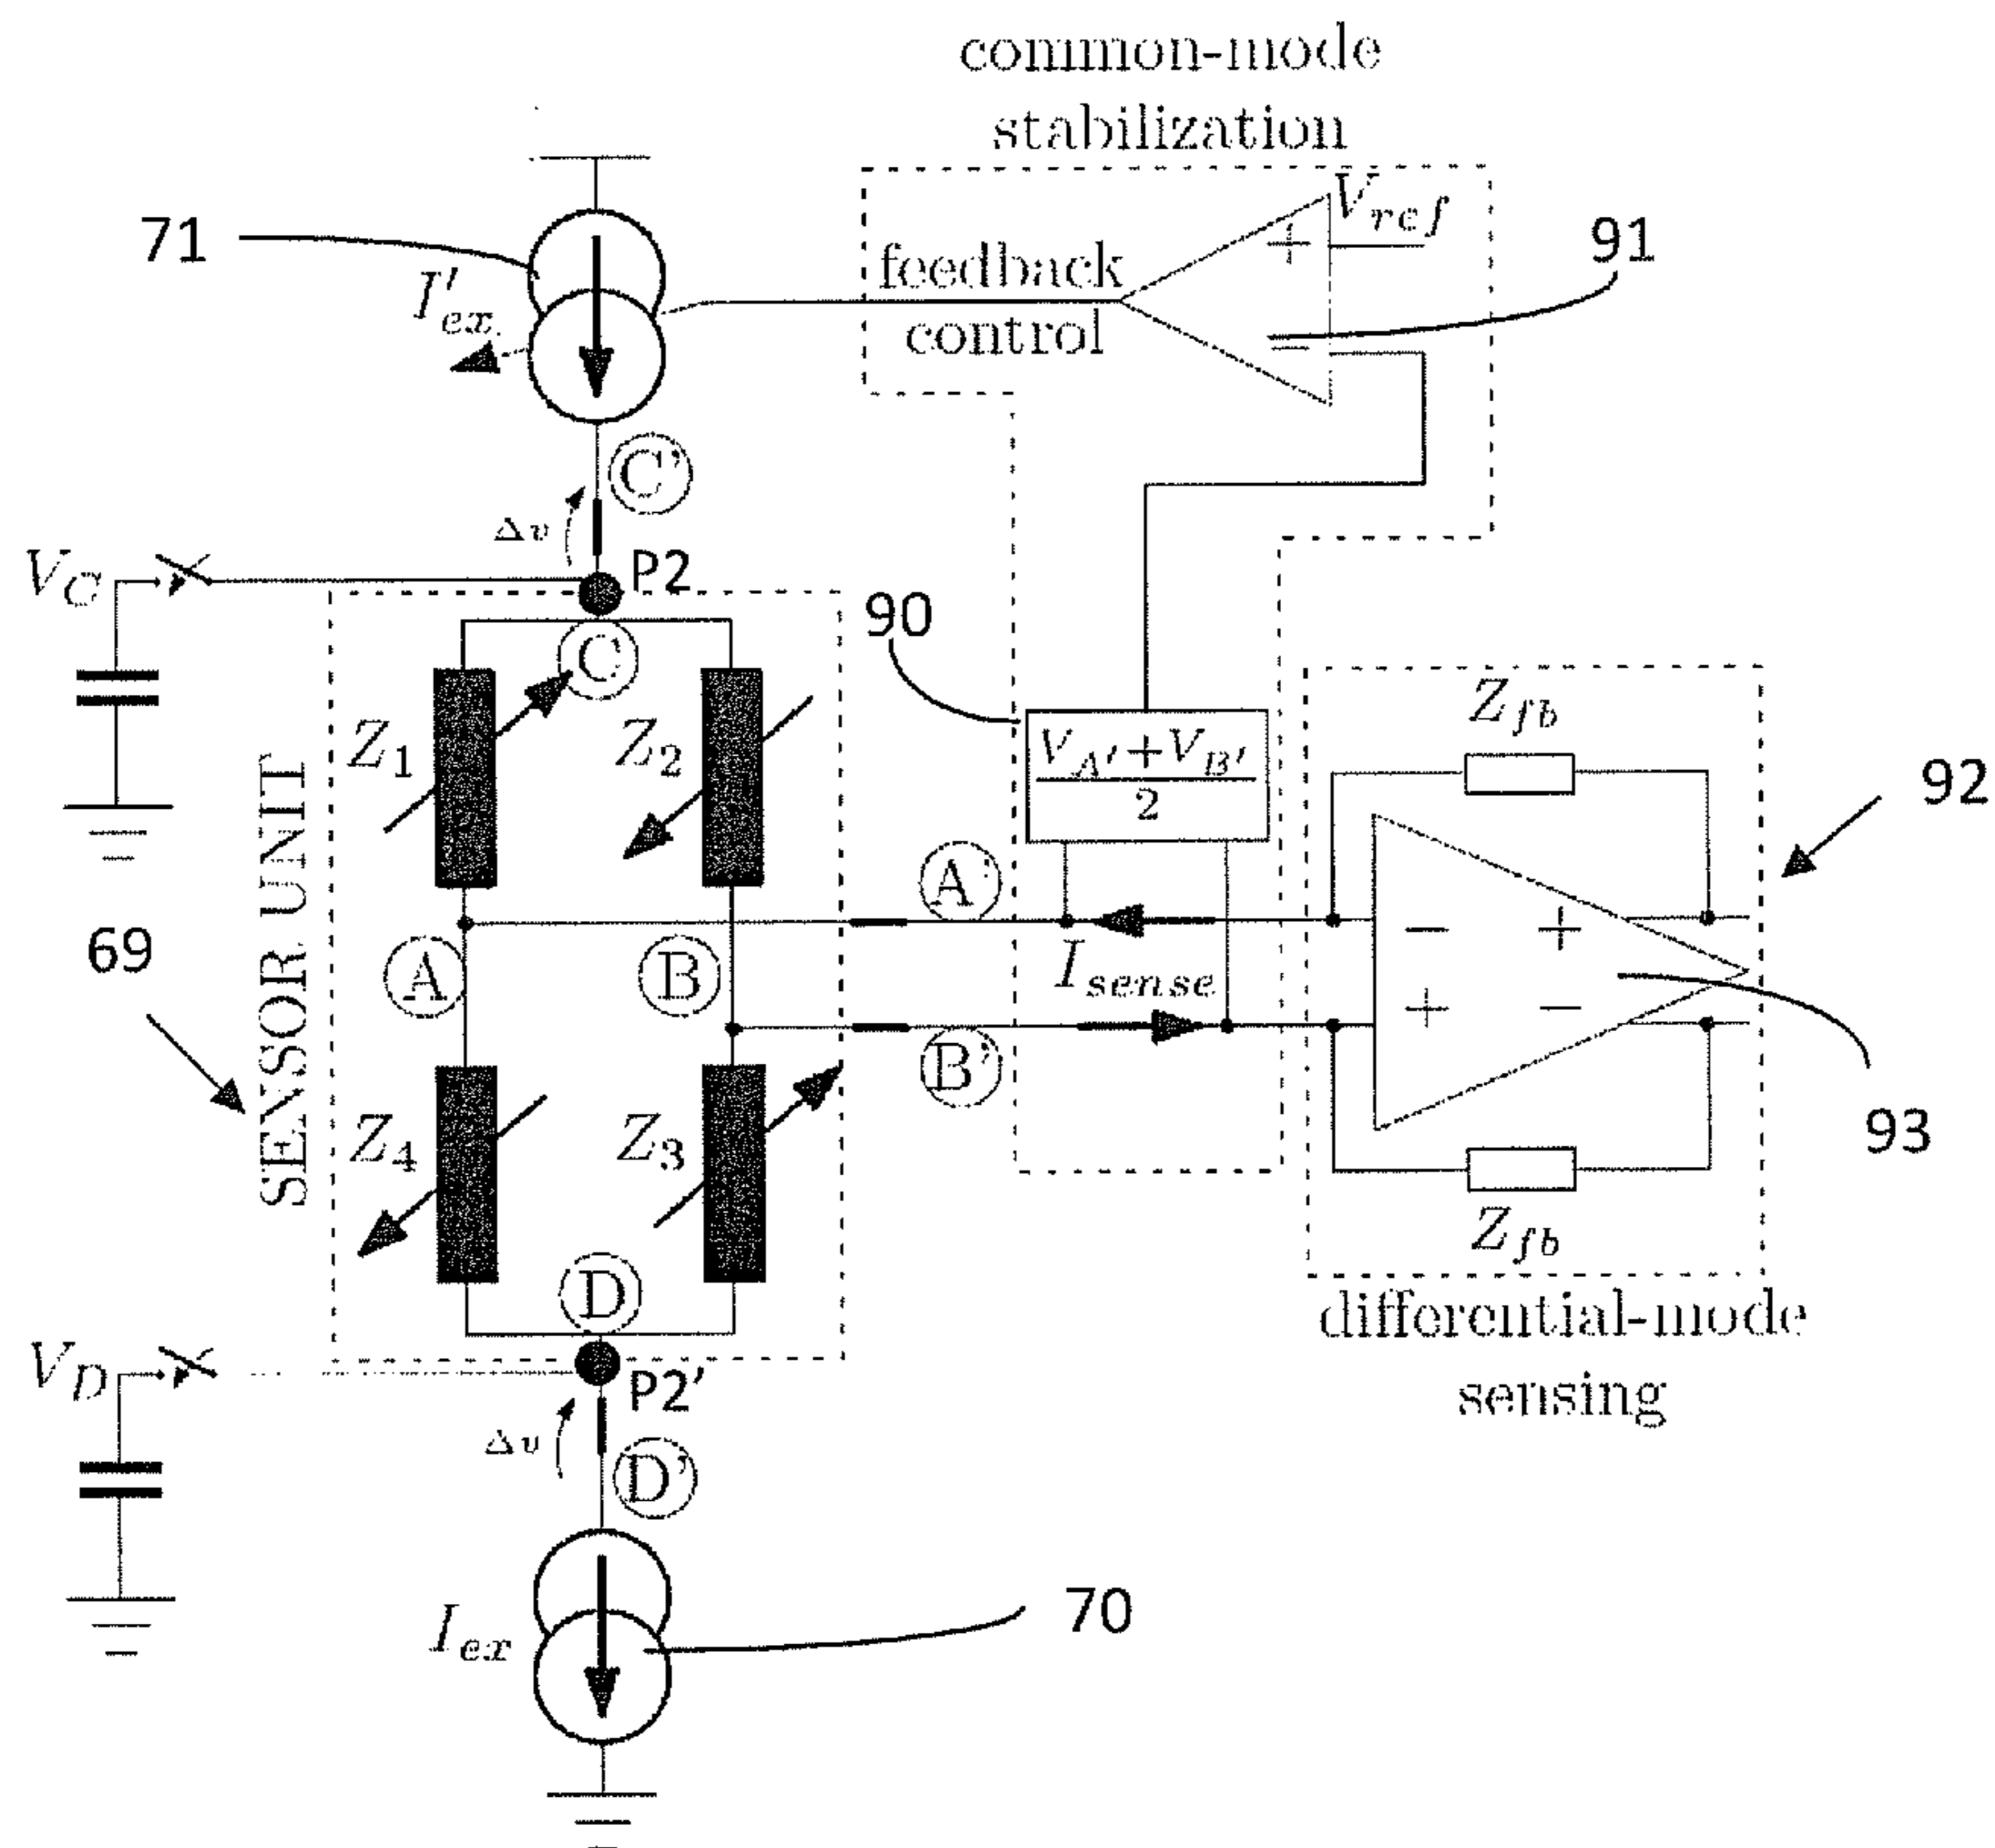 common-mode
stabilization
V_ref
71
I'_ex
feedback
control
+
−
91
C'
Δv
P2
V_C
C
90
Z_1
Z_2
V_A' + V_B'
2
Z_fb
92
SENSOR UNIT
A'
69
A
B
I_sense
− +
+ −
B'
Z_4
Z_3
93
Z_fb
D
differential-mode
sensing
V_D
P2'
Δv
D'
I_ex
70